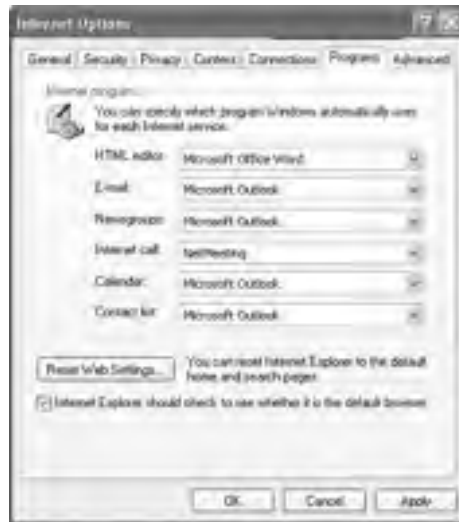 Internet Options
General Security Privacy Content Connections Programs Advanced
Internet programs
You can specify which program Windows automatically uses
for each Internet service.
HTML editor: Microsoft Office Word
E-mail: Microsoft Outlook
Newsgroups: Microsoft Outlook
Internet call: NetMeeting
Calendar: Microsoft Outlook
Contact list: Microsoft Outlook
Reset Web Settings... You can reset Internet Explorer to the default
home and search pages.
Internet Explorer should check to see whether it is the default browser
OK Cancel Apply